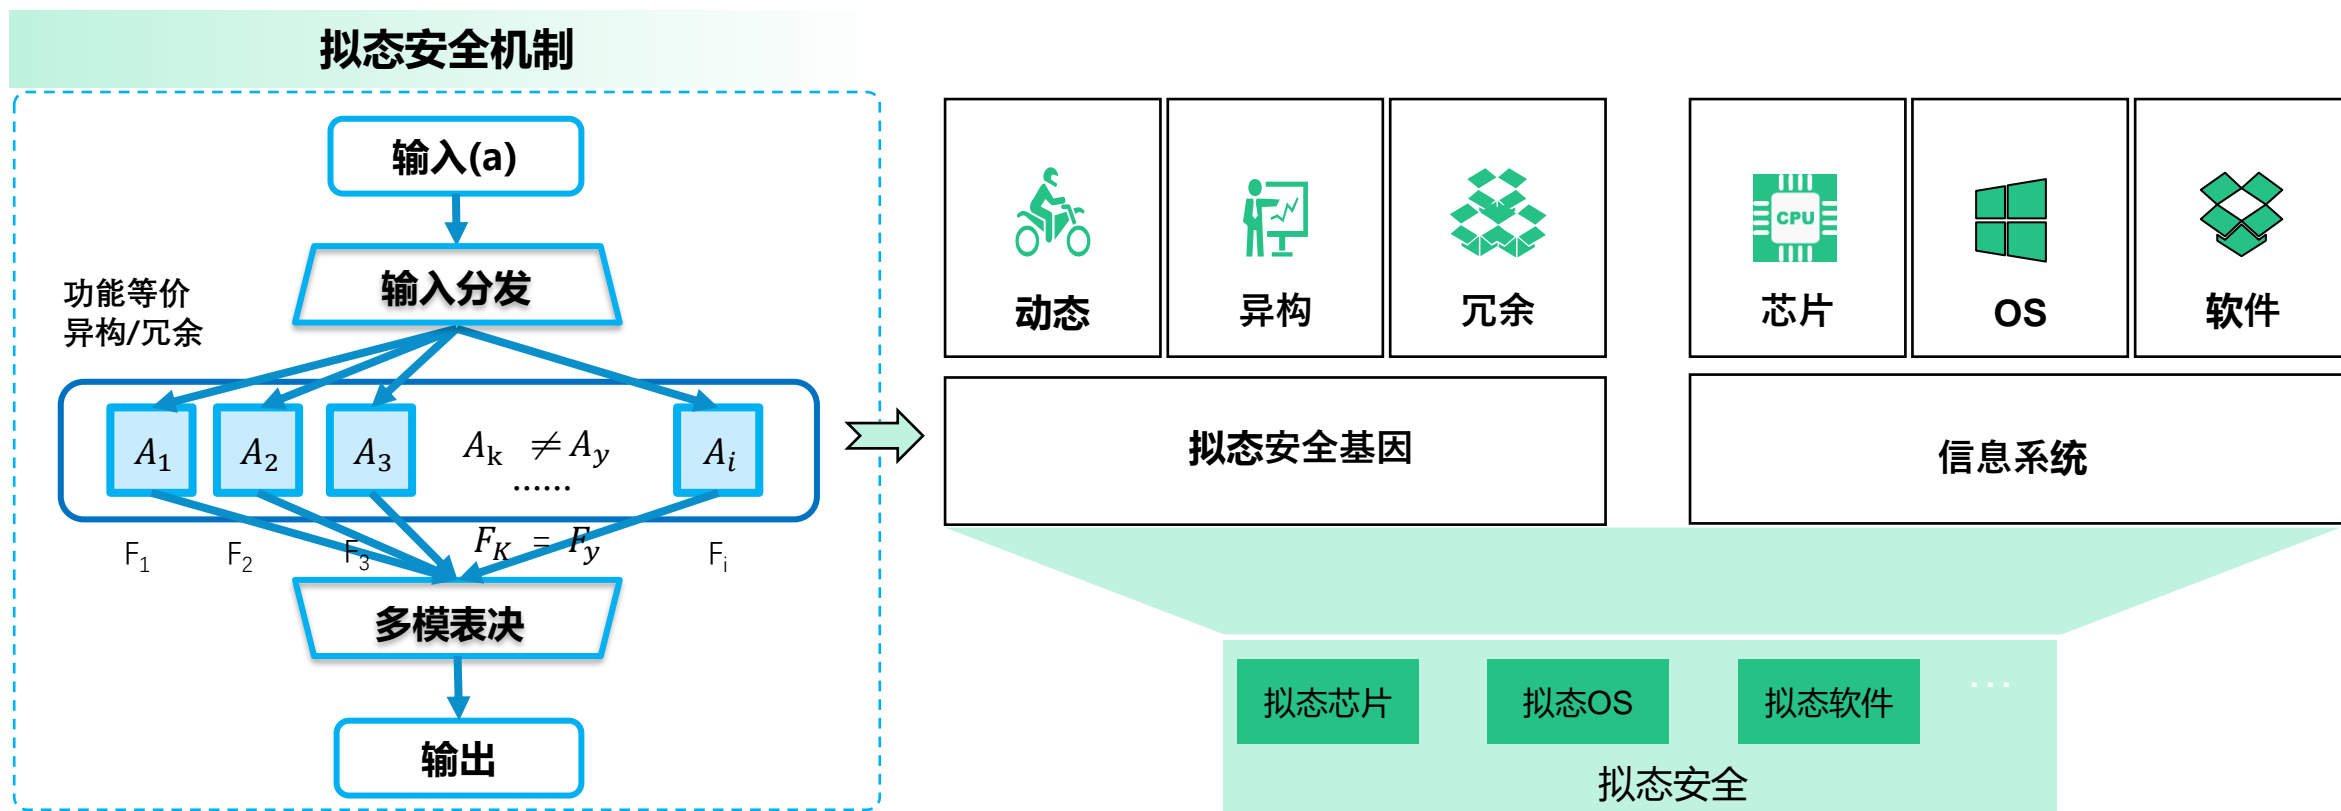 拟态安全机制
输入(a)
输入分发
功能等价
异构/冗余
A₁ A₂ A₃ Aₖ ≠ A_y Aᵢ
......
F₁ F₂ F₃ F_K = F_y Fᵢ
多模表决
输出
动态 异构 冗余
拟态安全基因
CPU
芯片 OS 软件
信息系统
拟态芯片 拟态OS 拟态软件 ...
拟态安全